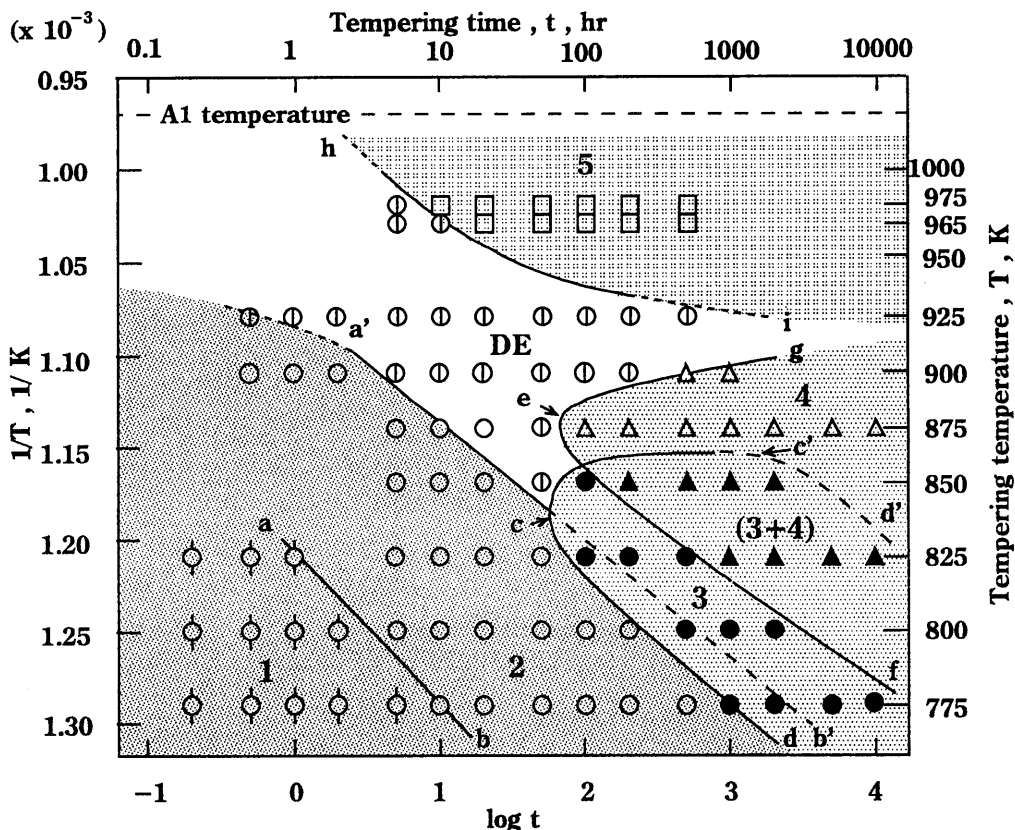 Tempering time , t , hr
(x 10⁻³)
0.1 1 10 100 1000 10000
0.95
A1 temperature
h
5
1.00
1000
975
965
1.05
950
i
925
a'
DE
g
1.10
900
e
4
875
1.15
c'
850
c
d'
a
(3+4)
1.20
825
3
1.25
800
1
2
f
775
1.30
b
d
b'
1/T, 1/ K
Tempering temperature , T , K
−1 0 1 2 3 4
log t